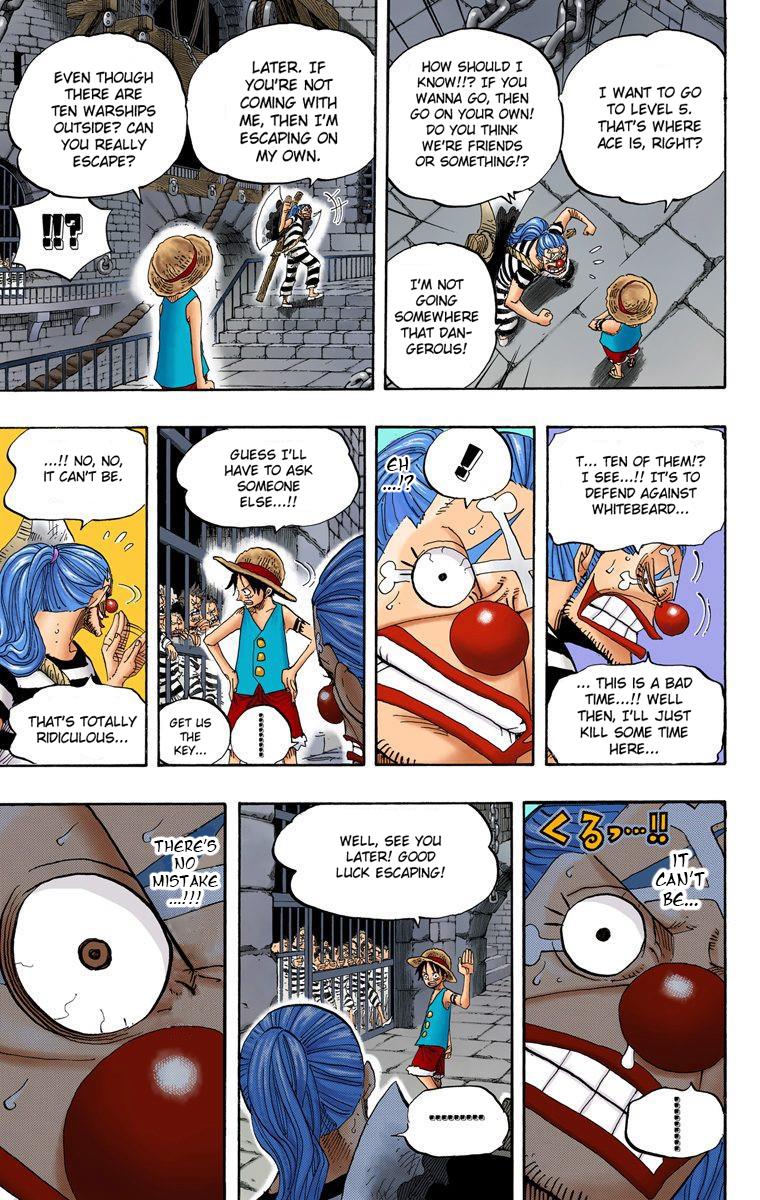 I WANT TO GO
TO LEVEL 5.
THAT'S WHERE
ACE IS, RIGHT?
HOW SHOULD I
KNOW!!? IF YOU
WANNA GO, THEN
GO ON YOUR OWN!
DO YOU THINK
WE'RE FRIENDS
OR SOMETHING!?
I'M NOT
GOING
SOMEWHERE
THAT DAN-
GEROUS!
LATER. IF
YOU'RE NOT
COMING WITH
ME, THEN I'M
ESCAPING ON
MY OWN.
EVEN THOUGH
THERE ARE
TEN WARSHIPS
OUTSIDE? CAN
YOU REALLY
ESCAPE?
!!?
T... TEN OF THEM!?
I SEE...!! IT'S TO
DEFEND AGAINST
WHITEBEARD...
... THIS IS A BAD
TIME...!! WELL
THEN, I'LL JUST
KILL SOME TIME
HERE...
!
EH
...!?
GUESS I'LL
HAVE TO ASK
SOMEONE
ELSE...!!
GET US
THE
KEY...
.......
...!! NO, NO,
IT CAN'T BE.
THAT'S TOTALLY
RIDICULOUS...
くるっ…!!
IT
CAN'T
BE...
.......
WELL, SEE YOU
LATER! GOOD
LUCK ESCAPING!
.........
THERE'S
NO
MISTAKE
...!!!